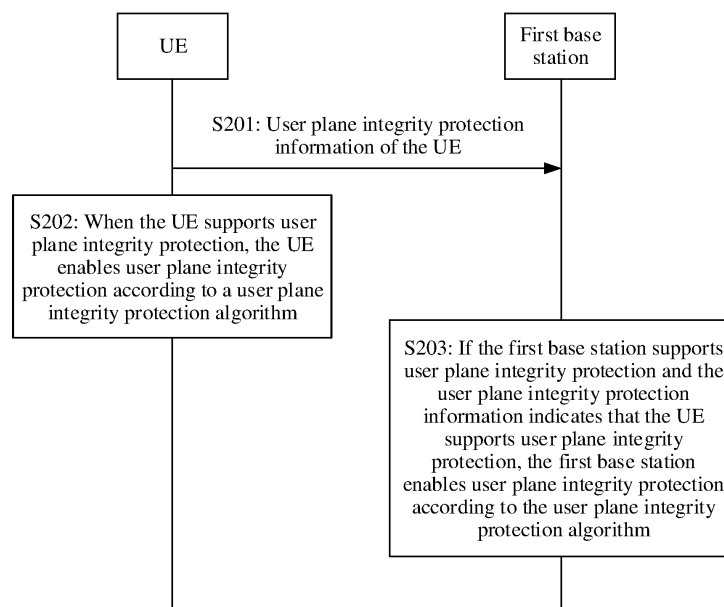 UE
First base
station
S201: User plane integrity protection
information of the UE
S202: When the UE supports user
plane integrity protection, the UE
enables user plane integrity
protection according to a user plane
integrity protection algorithm
S203: If the first base station supports
user plane integrity protection and the
user plane integrity protection
information indicates that the UE
supports user plane integrity
protection, the first base station
enables user plane integrity protection
according to the user plane integrity
protection algorithm